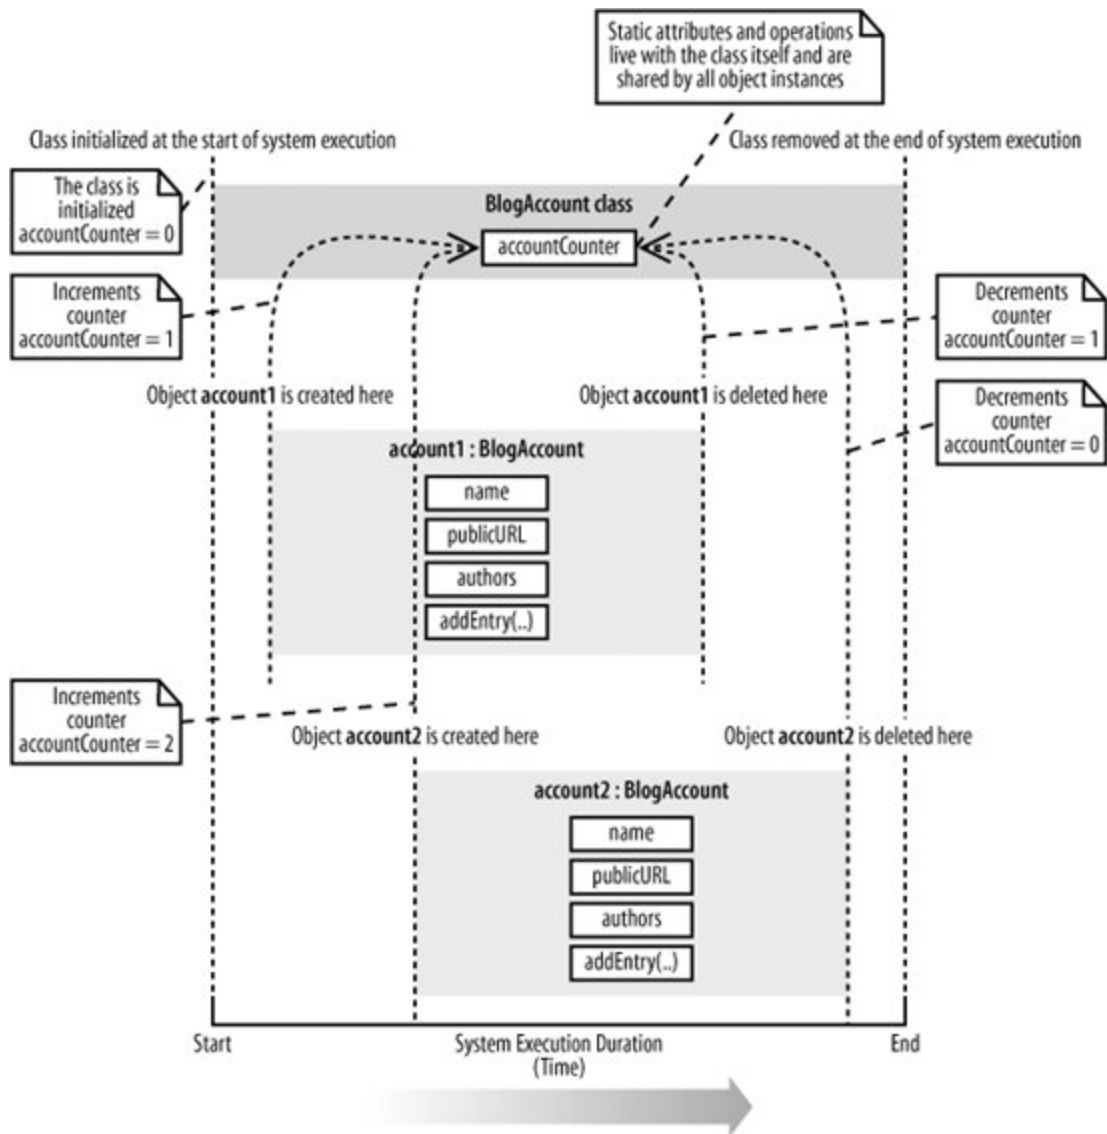 Static attributes and operations
live with the class itself and are
shared by all object instances
Class initialized at the start of system execution
Class removed at the end of system execution
The class is
initialized
accountCounter = 0
BlogAccount class
accountCounter
Increments
counter
accountCounter = 1
Decrements
counter
accountCounter = 1
Object account1 is created here
Object account1 is deleted here
Decrements
counter
accountCounter = 0
account1 : BlogAccount
name
publicURL
authors
addEntry(..)
Increments
counter
accountCounter = 2
Object account2 is created here
Object account2 is deleted here
account2 : BlogAccount
name
publicURL
authors
addEntry(..)
Start
System Execution Duration
(Time)
End